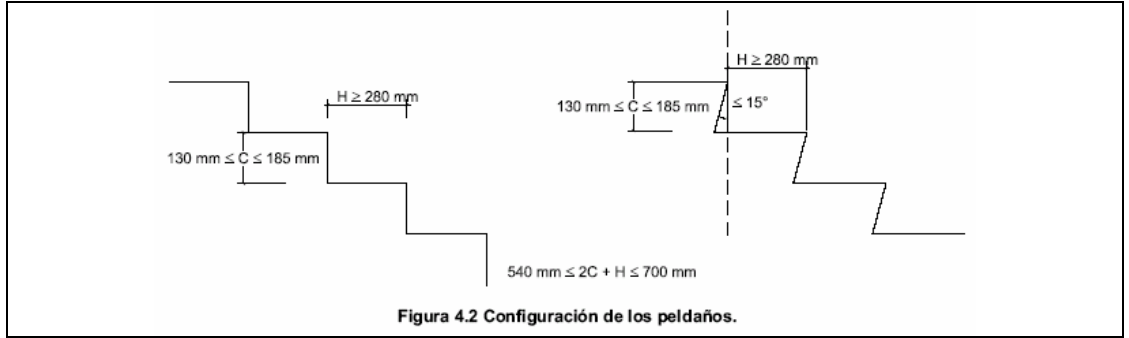 H ≥ 280 mm
130 mm ≤ C ≤ 185 mm
H ≥ 280 mm
130 mm ≤ C ≤ 185 mm
≤ 15°
540 mm ≤ 2C + H ≤ 700 mm
Figura 4.2 Configuración de los peldaños.